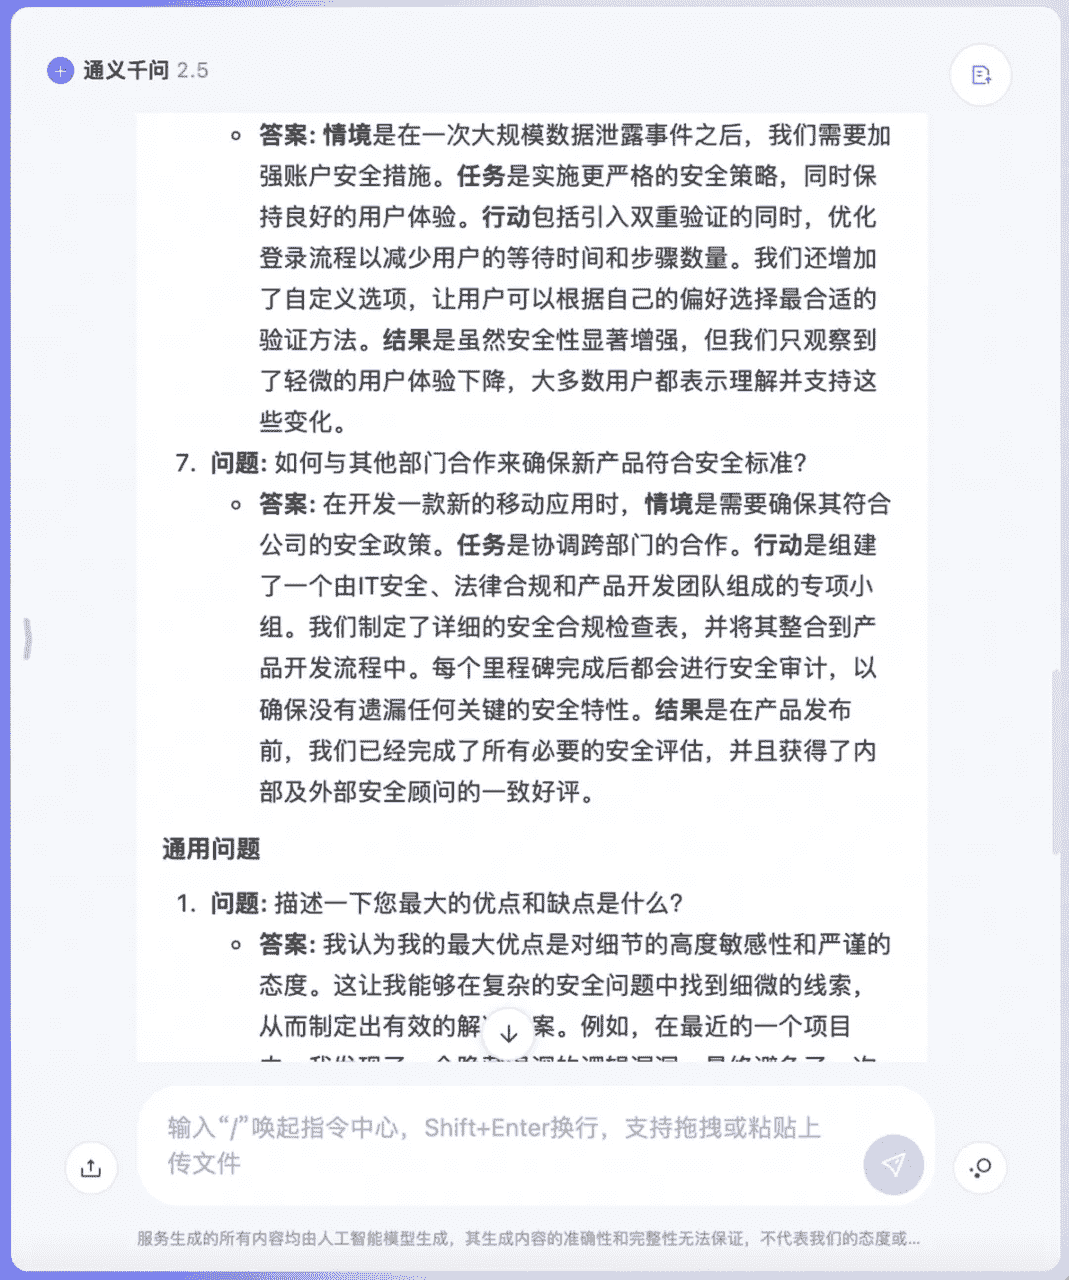 通义千问 2.5
答案: 情境是在一次大规模数据泄露事件之后，我们需要加
强账户安全措施。任务是实施更严格的安全策略，同时保
持良好的用户体验。行动包括引入双重验证的同时，优化
登录流程以减少用户的等待时间和步骤数量。我们还增加
了自定义选项，让用户可以根据自己的偏好选择最合适的
验证方法。结果是虽然安全性显著增强，但我们只观察到
了轻微的用户体验下降，大多数用户都表示理解并支持这
些变化。
7. 问题: 如何与其他部门合作来确保新产品符合安全标准?
答案: 在开发一款新的移动应用时，情境是需要确保其符合
公司的安全政策。任务是协调跨部门的合作。行动是组建
了一个由IT安全、法律合规和产品开发团队组成的专项小
组。我们制定了详细的安全合规检查表，并将其整合到产
品开发流程中。每个里程碑完成后都会进行安全审计，以
确保没有遗漏任何关键的安全特性。结果是在产品发布
前，我们已经完成了所有必要的安全评估，并且获得了内
部及外部安全顾问的一致好评。
通用问题
1. 问题: 描述一下您最大的优点和缺点是什么?
答案: 我认为我的最大优点是对细节的高度敏感性和严谨的
态度。这让我能够在复杂的安全问题中找到细微的线索，
从而制定出有效的解 案。例如，在最近的一个项目
输入“/”唤起指令中心，Shift+Enter换行，支持拖拽或粘贴上
传文件
服务生成的所有内容均由人工智能模型生成，其生成内容的准确性和完整性无法保证，不代表我们的态度或...